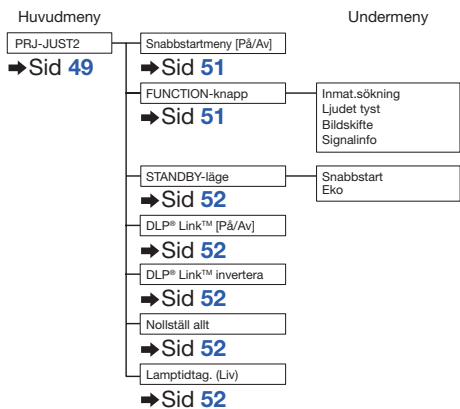 Huvudmeny
Undermeny
PRJ-JUST2
➡Sid 49
Snabbstartmeny [På/Av]
➡Sid 51
FUNCTION-knapp
➡Sid 51
Inmat.sökning
Ljudet tyst
Bildskifte
Signalinfo
STANDBY-läge
➡Sid 52
Snabbstart
Eko
DLP® Link™ [På/Av]
➡Sid 52
DLP® Link™ invertera
➡Sid 52
Nollställ allt
➡Sid 52
Lamptidtag. (Liv)
➡Sid 52